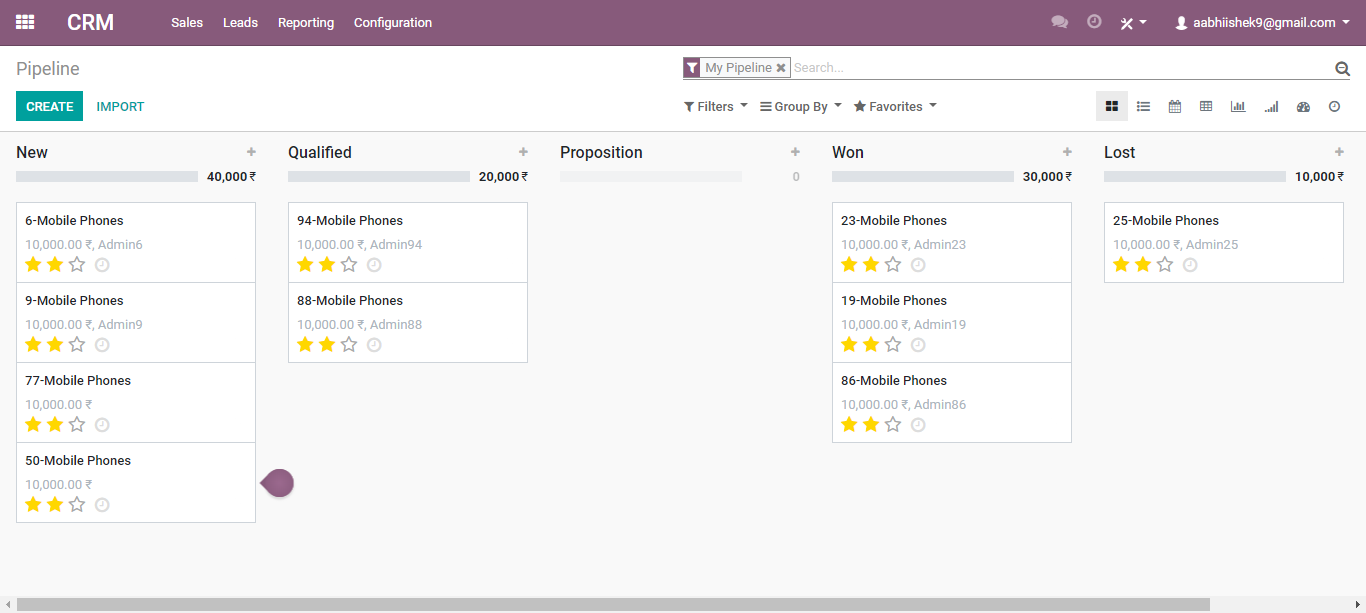 CRM Sales Leads Reporting Configuration aabhiishek9@gmail.com
Pipeline My Pipeline Search...
CREATE IMPORT Filters Group By Favorites
New
40,000 ₹
6-Mobile Phones
10,000.00 ₹, Admin6
9-Mobile Phones
10,000.00 ₹, Admin9
77-Mobile Phones
10,000.00 ₹
50-Mobile Phones
10,000.00 ₹
Qualified
20,000 ₹
94-Mobile Phones
10,000.00 ₹, Admin94
88-Mobile Phones
10,000.00 ₹, Admin88
Proposition
0
Won
30,000 ₹
23-Mobile Phones
10,000.00 ₹, Admin23
19-Mobile Phones
10,000.00 ₹, Admin19
86-Mobile Phones
10,000.00 ₹, Admin86
Lost
10,000 ₹
25-Mobile Phones
10,000.00 ₹, Admin25